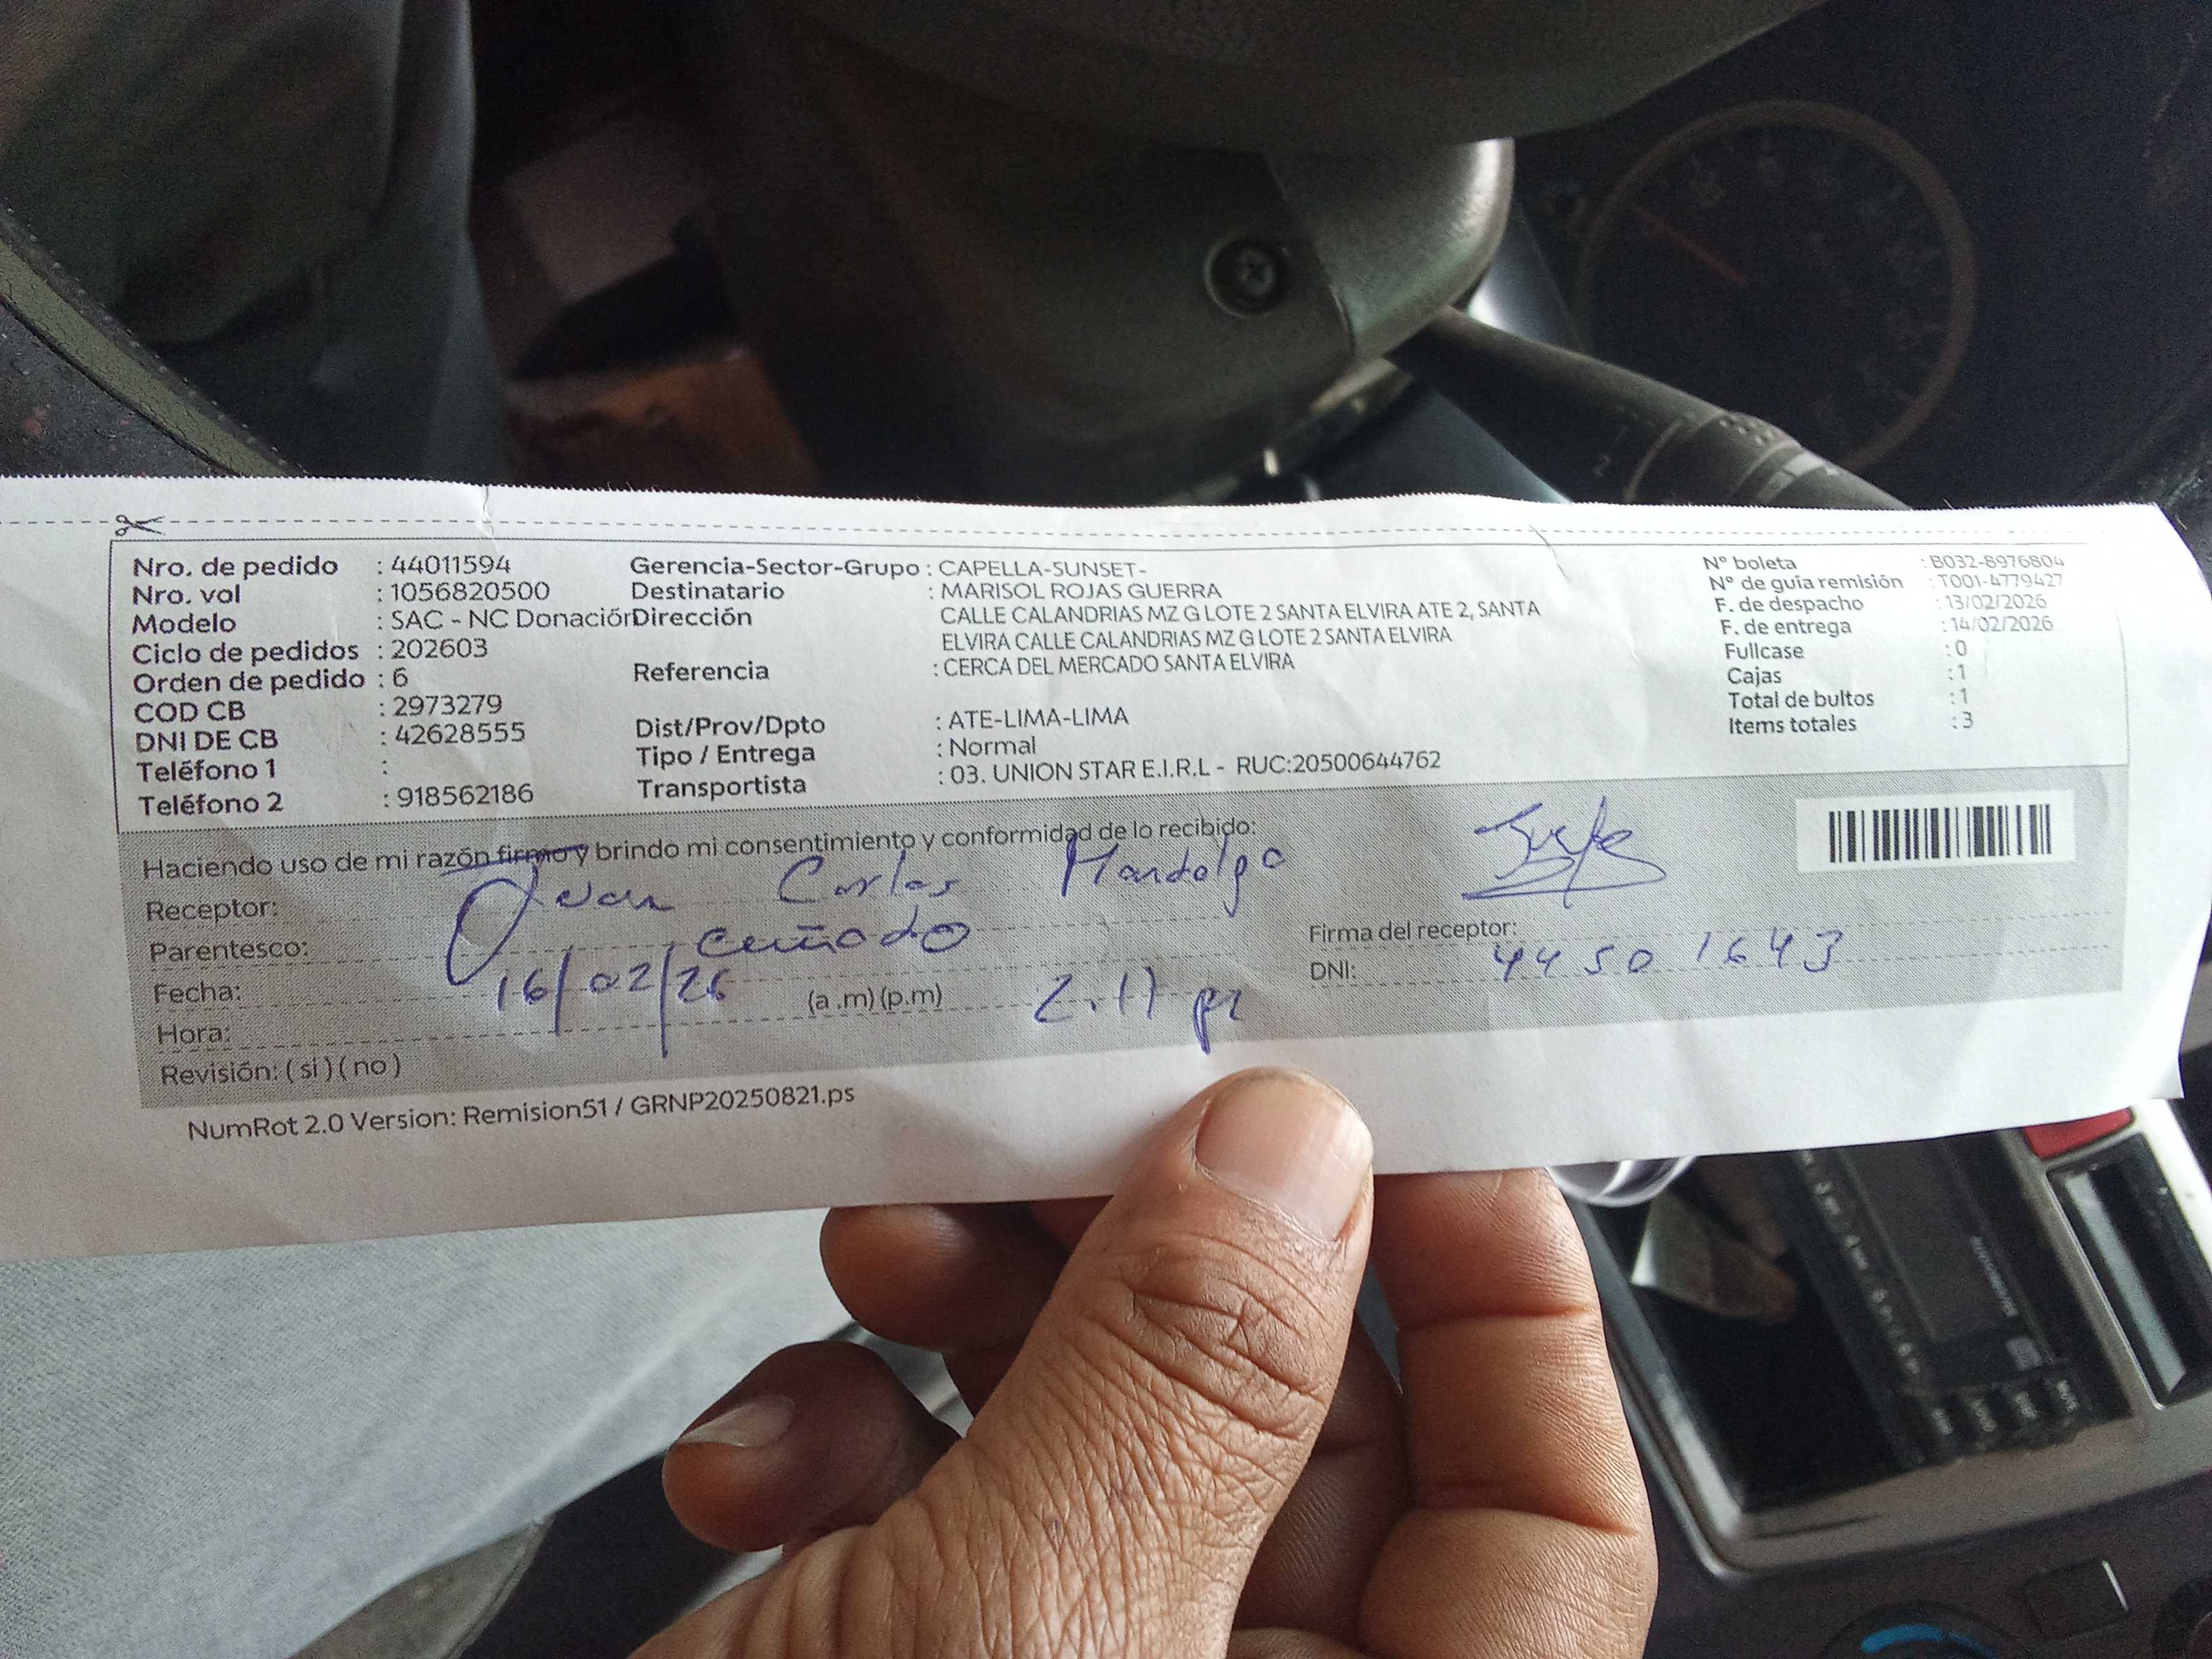 Nro. de pedido : 44011594
Nro. vol : 1056820500
Modelo : SAC - NC Donación
Ciclo de pedidos : 202603
Orden de pedido : 6
COD CB : 2973279
DNI DE CB : 42628555
Teléfono 1 :
Teléfono 2 : 918562186
Gerencia-Sector-Grupo : CAPELLA-SUNSET-
Destinatario : MARISOL ROJAS GUERRA
Dirección CALLE CALANDRIAS MZ G LOTE 2 SANTA ELVIRA ATE 2, SANTA
ELVIRA CALLE CALANDRIAS MZ G LOTE 2 SANTA ELVIRA
Referencia : CERCA DEL MERCADO SANTA ELVIRA
Dist/Prov/Dpto : ATE-LIMA-LIMA
Tipo / Entrega : Normal
Transportista : 03. UNION STAR E.I.R.L - RUC:20500644762
N° boleta : B032-8976804
N° de guía remisión : T001-4779427
F. de despacho : 13/02/2026
F. de entrega : 14/02/2026
Fullcase : 0
Cajas : 1
Total de bultos : 1
Items totales : 3
Haciendo uso de mi razón firmo y brindo mi consentimiento y conformidad de lo recibido:
Receptor: Juan Carlos
Parentesco: cuñado
Fecha: 16/02/26
Hora: (a .m) (p.m) 2.11
Revisión: ( si ) ( no )
Firma del receptor:
DNI: 44501643
NumRot 2.0 Version: Remision51 / GRNP20250821.ps